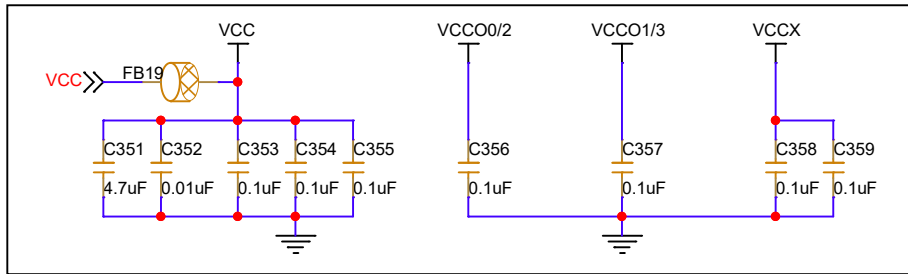 VCC VCCO0/2 VCCO1/3 VCCX
VCC FB19
C351 C352 C353 C354 C355 C356 C357 C358 C359
4.7uF 0.01uF 0.1uF 0.1uF 0.1uF 0.1uF 0.1uF 0.1uF 0.1uF